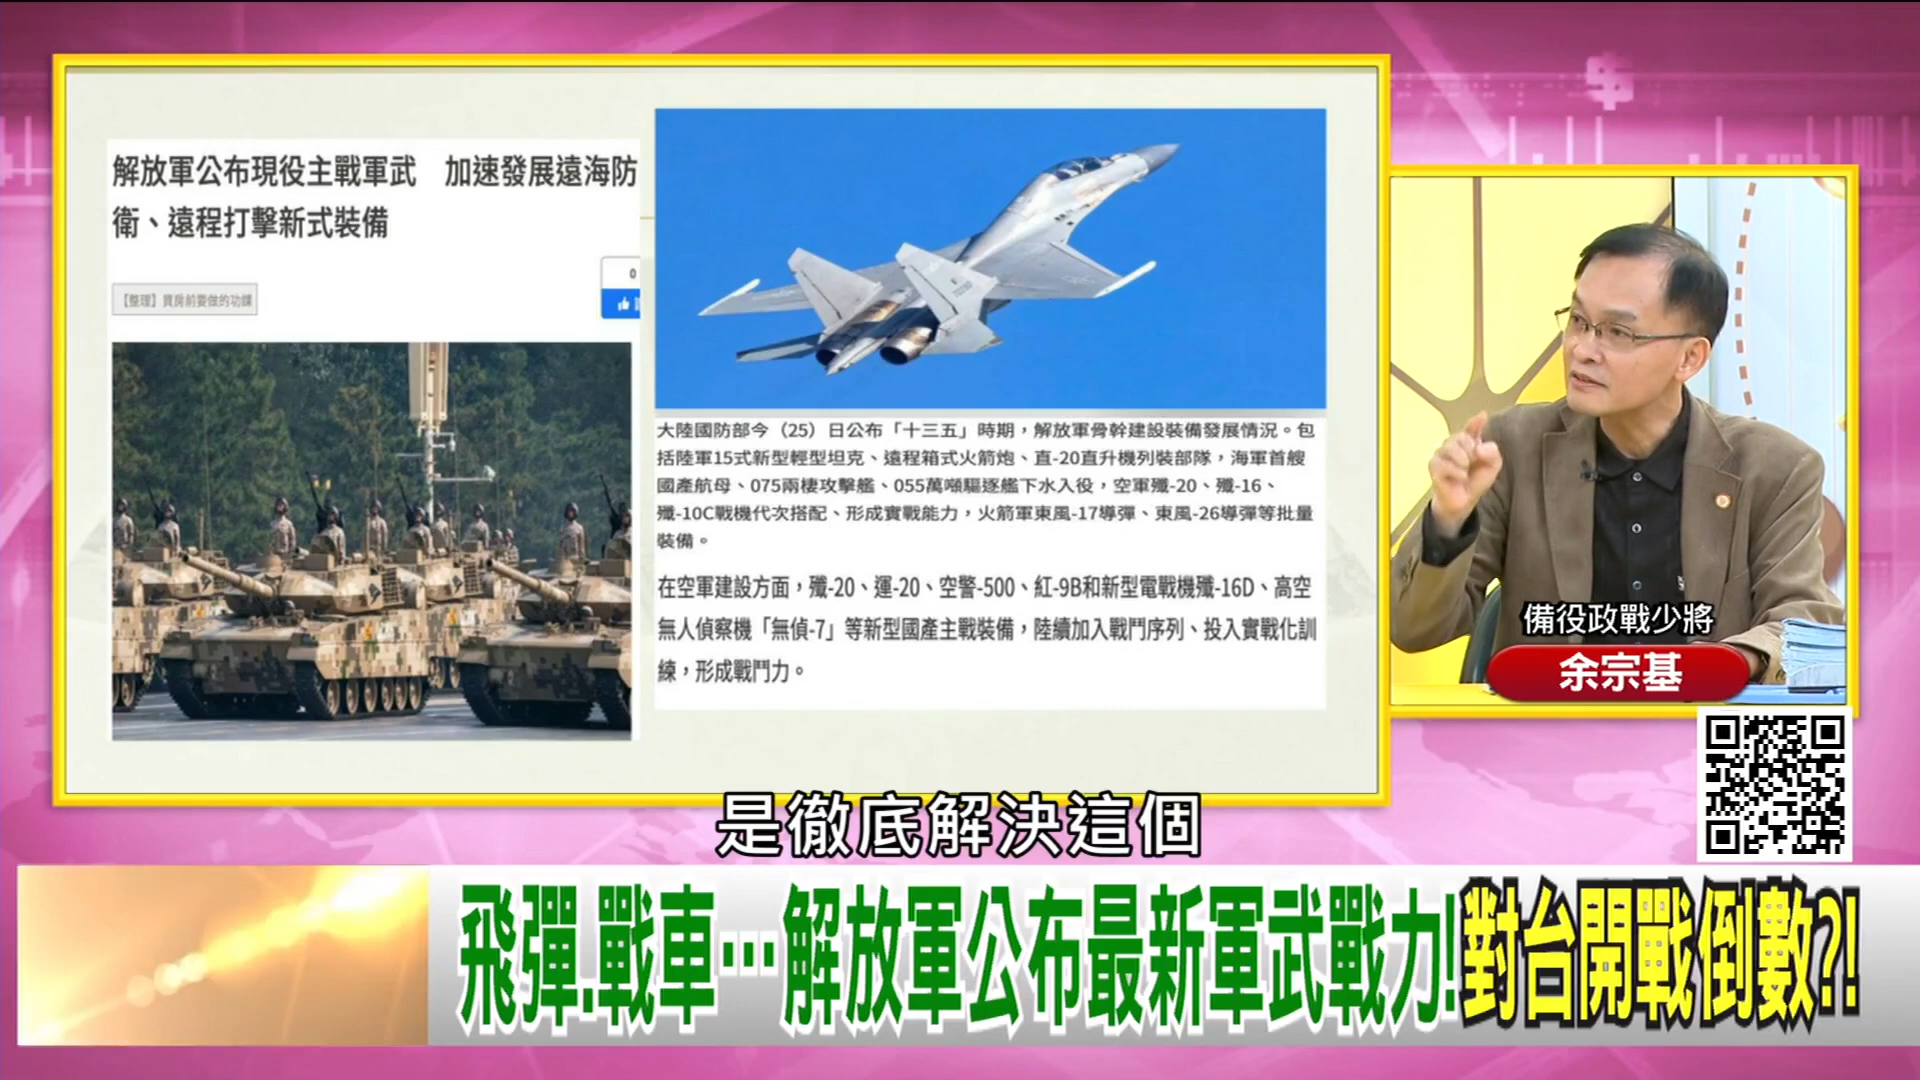 解放軍公布現役主戰軍武 加速發展遠海防
衛、遠程打擊新式裝備
0
【整理】買房前要做的功課
大陸國防部今（25）日公布「十三五」時期，解放軍骨幹建設裝備發展情況。包
括陸軍15式新型輕型坦克、遠程箱式火箭炮、直-20直升機列裝部隊，海軍首艘
國產航母、075兩棲攻擊艦、055萬噸驅逐艦下水入役，空軍殲-20、殲-16、
殲-10C戰機代次搭配、形成實戰能力，火箭軍東風-17導彈、東風-26導彈等批量
裝備。
在空軍建設方面，殲-20、運-20、空警-500、紅-9B和新型電戰機殲-16D、高空
無人偵察機「無偵-7」等新型國產主戰裝備，陸續加入戰鬥序列、投入實戰化訓
練，形成戰鬥力。
備役政戰少將
余宗基
是徹底解決這個
飛彈.戰車…解放軍公布最新軍武戰力!對台開戰倒數?!